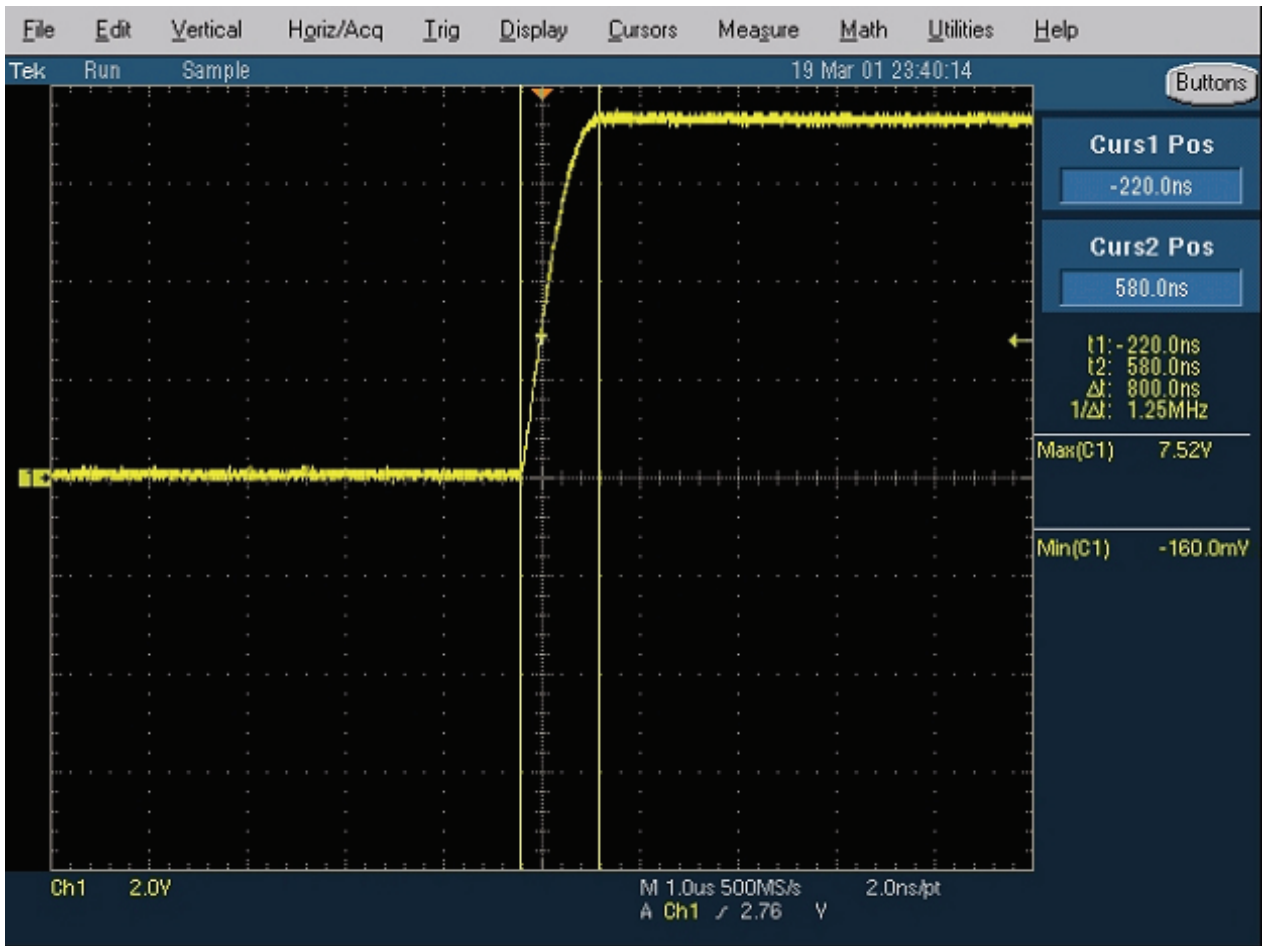 File Edit Vertical Horiz/Acq Trig Display Cursors Measure Math Utilities Help
Tek Run Sample 19 Mar 01 23:40:14
Buttons
Curs1 Pos
-220.0ns
Curs2 Pos
580.0ns
t1: -220.0ns
t2: 580.0ns
Δt: 800.0ns
1/Δt: 1.25MHz
Max(C1) 7.52V
1
Min(C1) -160.0mV
Ch1 2.0V M 1.0us 500MS/s 2.0ns/pt
A Ch1 / 2.76 V